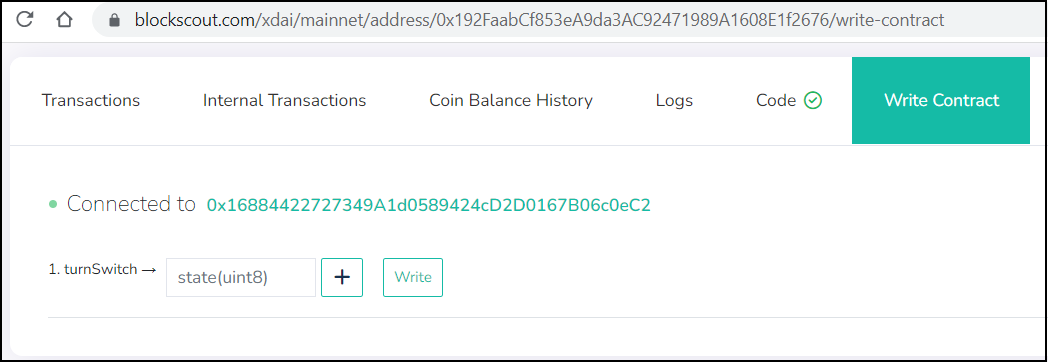 blockscout.com/xdai/mainnet/address/0x192FaabCf853eA9da3AC92471989A1608E1f2676/write-contract
Transactions Internal Transactions Coin Balance History Logs Code Write Contract
Connected to 0x16884422727349A1d0589424cD2D0167B06c0eC2
1. turnSwitch → state(uint8) + Write